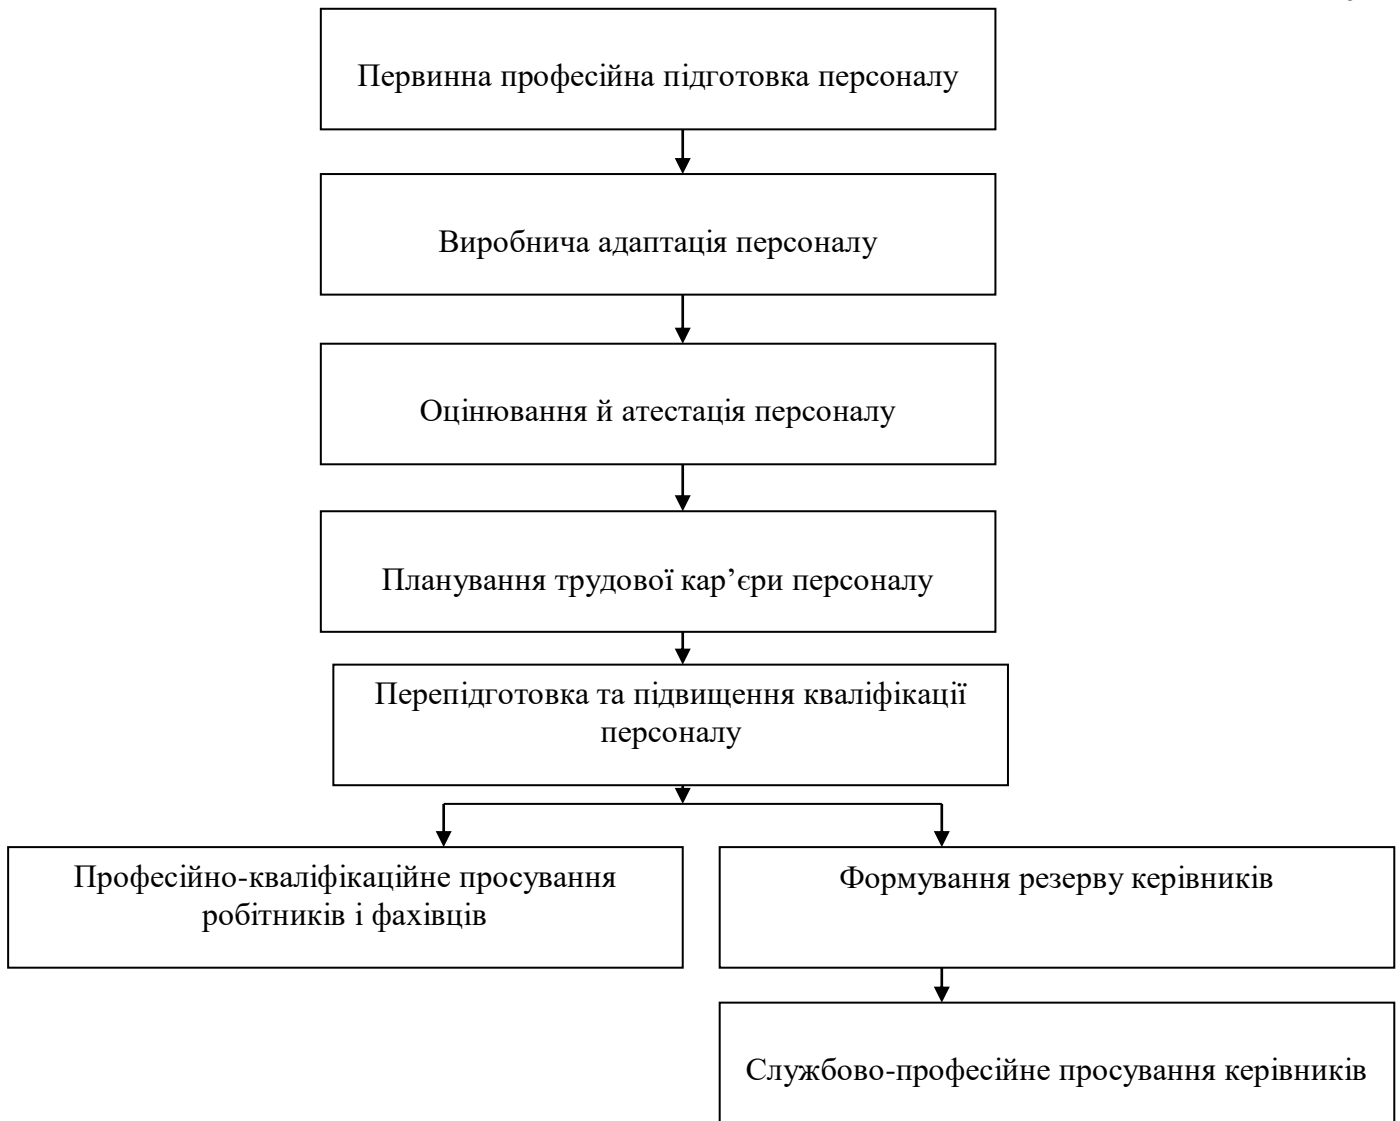 Первинна професійна підготовка персоналу
Виробнича адаптація персоналу
Оцінювання й атестація персоналу
Планування трудової кар’єри персоналу
Перепідготовка та підвищення кваліфікації
персоналу
Професійно-кваліфікаційне просування
робітників і фахівців
Формування резерву керівників
Службово-професійне просування керівників